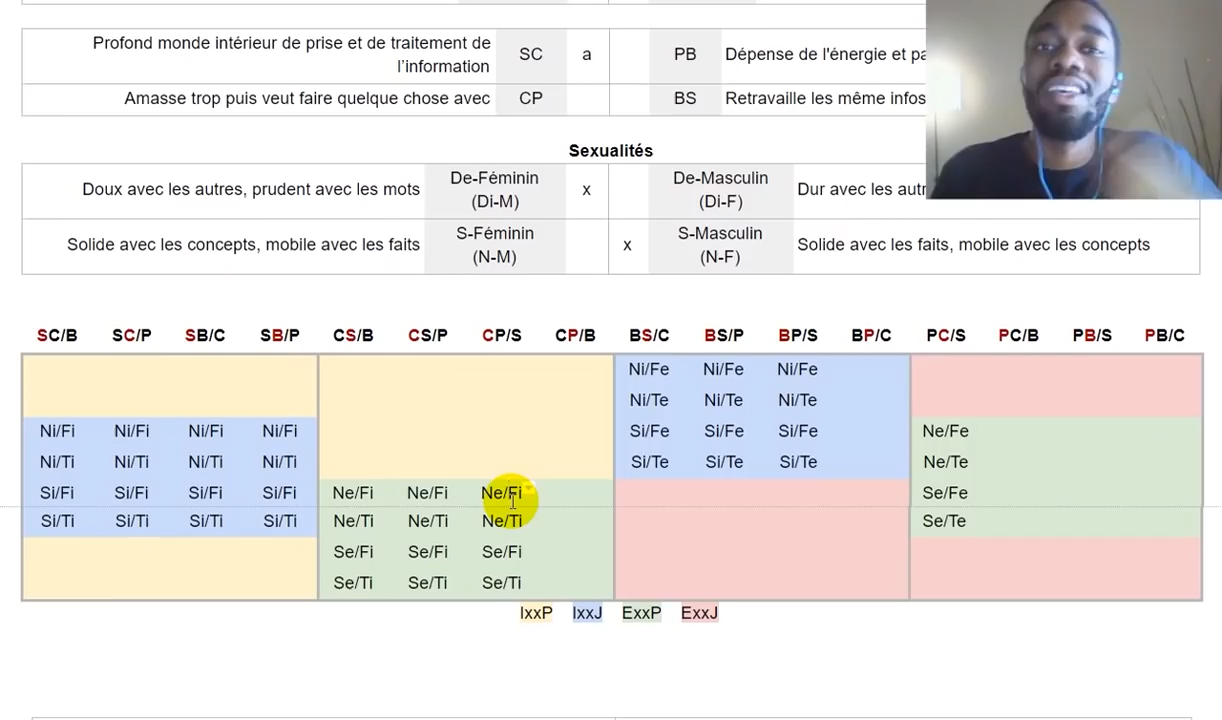 Profond monde intérieur de prise et de traitement de
l'information SC a PB Dépense de l'énergie et
Amasse trop puis veut faire quelque chose avec CP BS Retravaille les même infos
Sexualités
Doux avec les autres, prudent avec les mots De-Féminin (Di-M) x De-Masculin (Di-F) Dur avec les
Solide avec les concepts, mobile avec les faits S-Féminin (N-M) x S-Masculin (N-F) Solide avec les faits, mobile avec les concepts
SC/B SC/P SB/C SB/P CS/B CS/P CP/S CP/B BS/C BS/P BP/S BP/C PC/S PC/B PB/S PB/C
Ni/Fe Ni/Fe Ni/Fe
Ni/Te Ni/Te Ni/Te
Ni/Fi Ni/Fi Ni/Fi Ni/Fi Si/Fe Si/Fe Si/Fe Ne/Fe
Ni/Ti Ni/Ti Ni/Ti Ni/Ti Si/Te Si/Te Si/Te Ne/Te
Si/Fi Si/Fi Si/Fi Si/Fi Ne/Fi Ne/Fi Ne/Fi Se/Fe
Si/Ti Si/Ti Si/Ti Si/Ti Ne/Ti Ne/Ti Ne/Ti Se/Te
Se/Fi Se/Fi Se/Fi
Se/Ti Se/Ti Se/Ti
IxxP IxxJ ExxP ExxJ